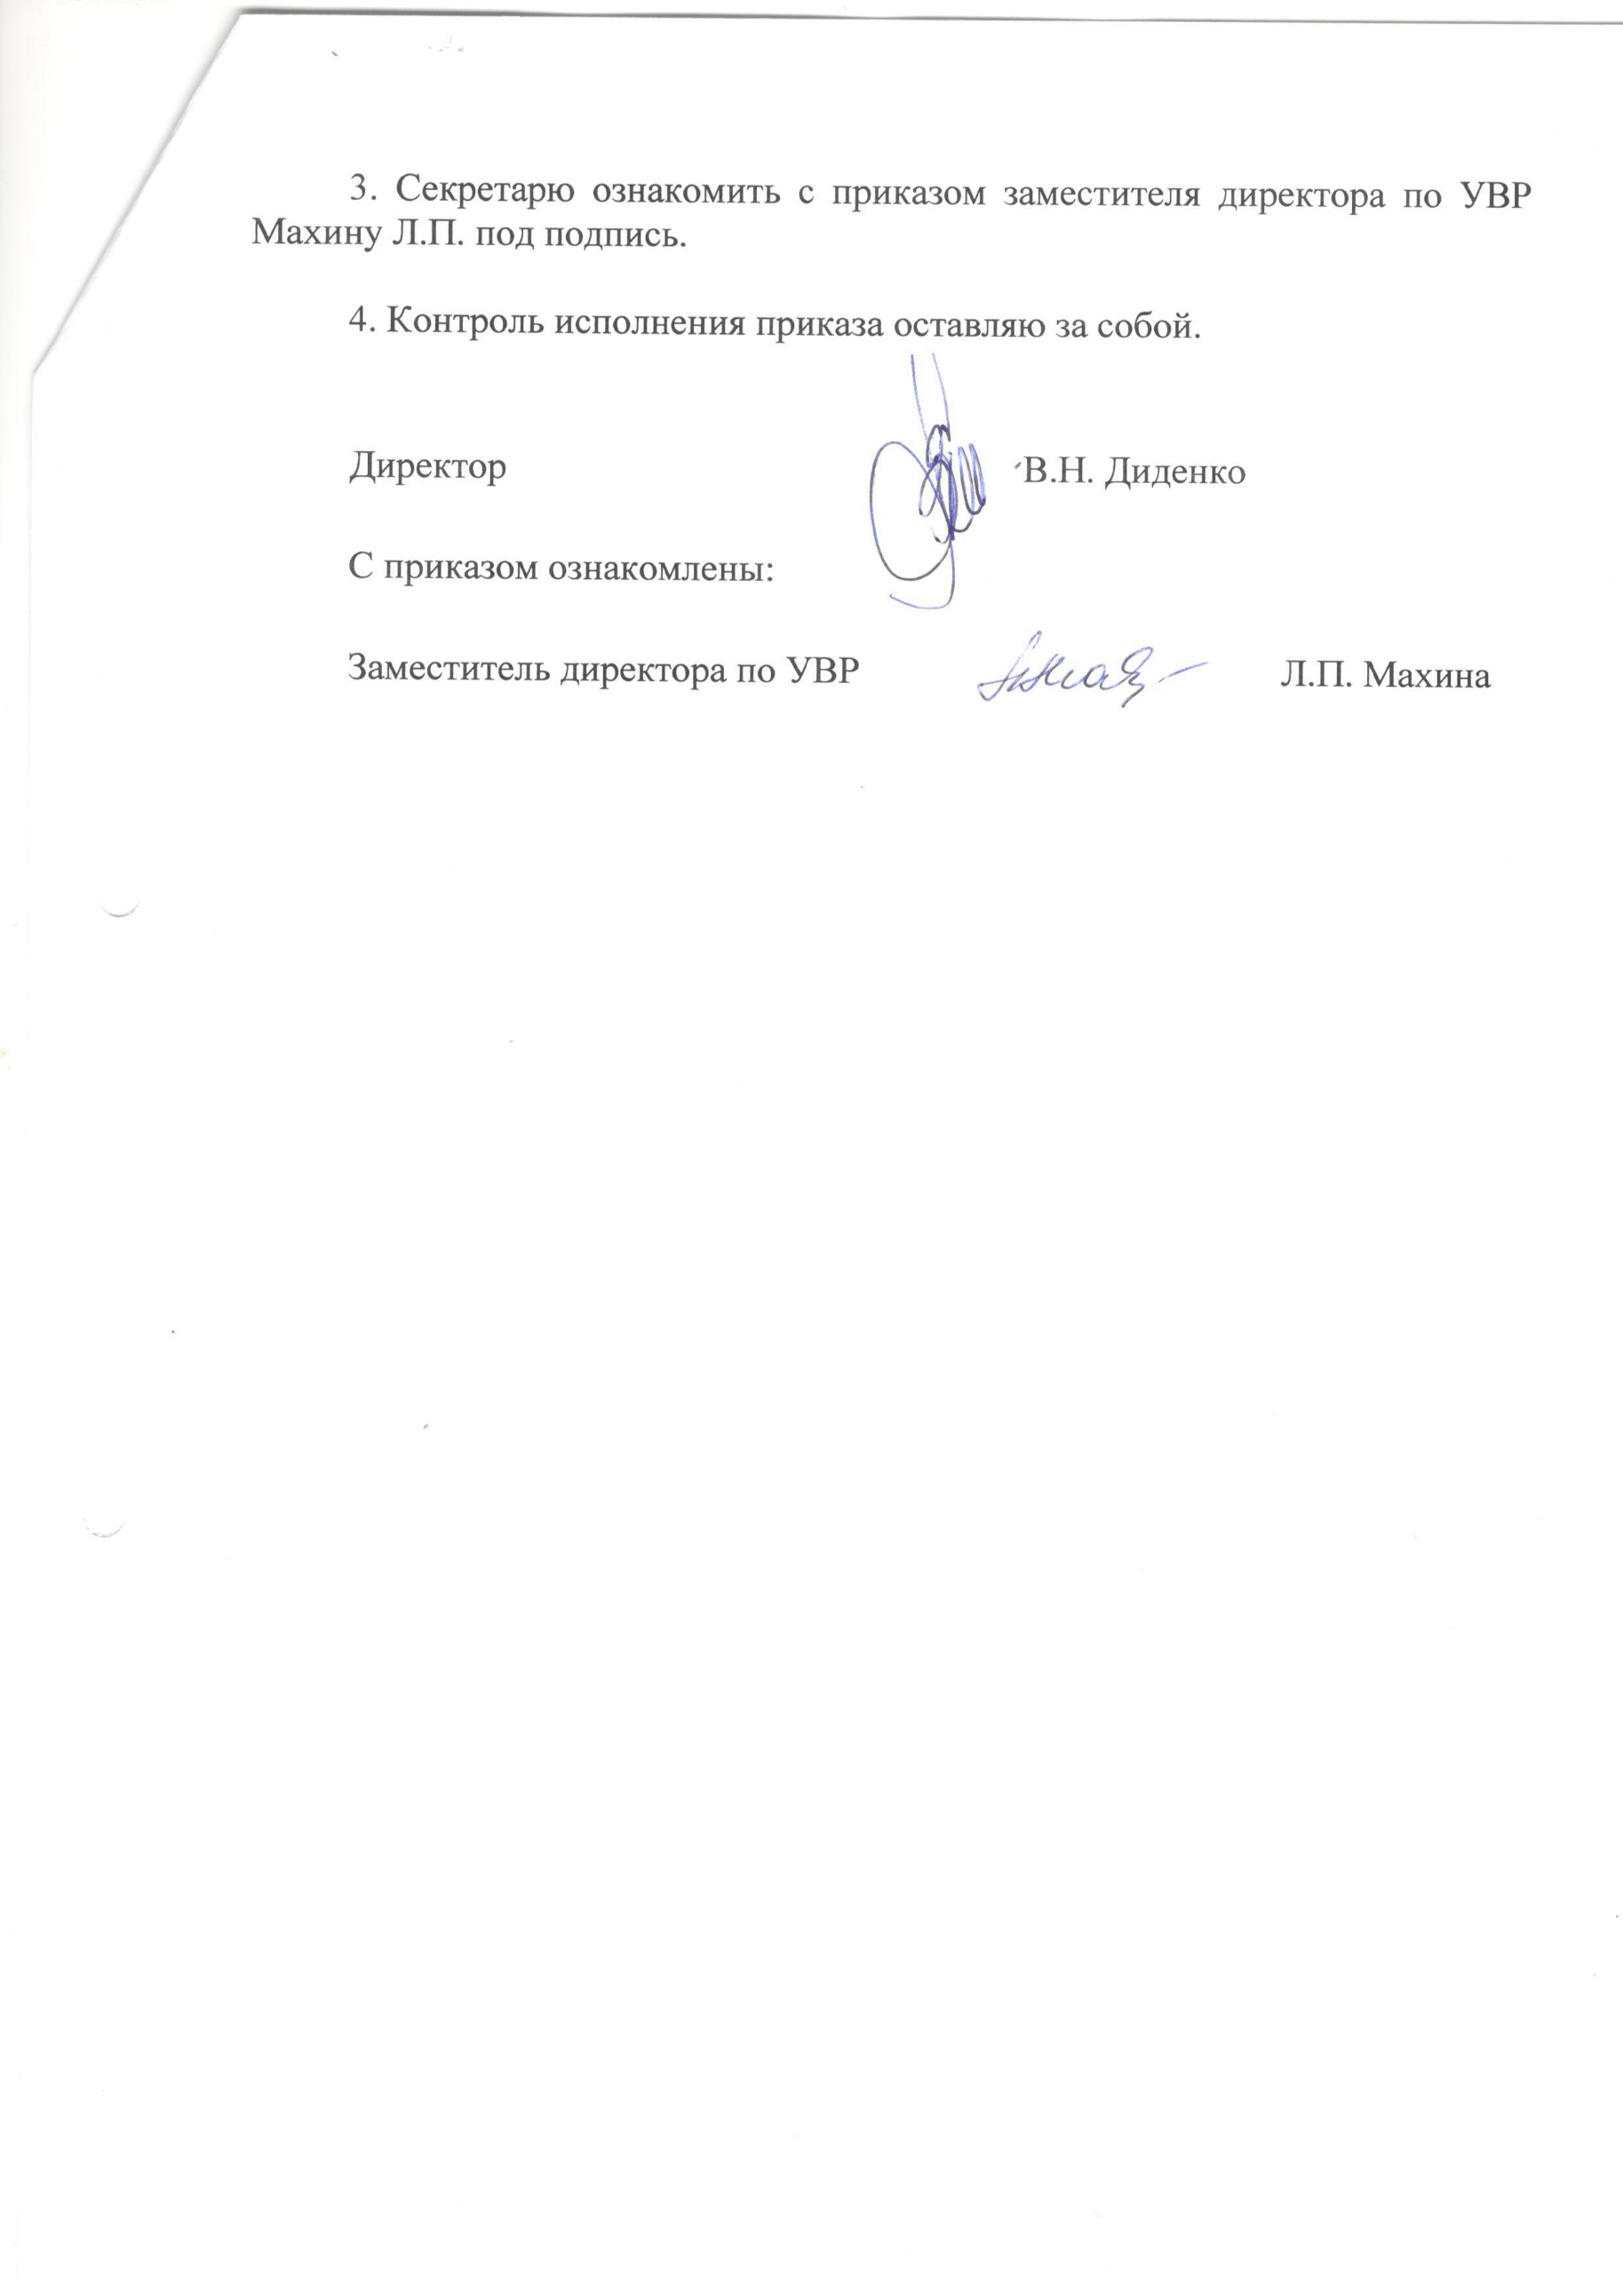 3. Секретарю ознакомить с приказом заместителя директора по УВР
Махину Л.П. под подпись.
4. Контроль исполнения приказа оставляю за собой.
Директор В.Н. Диденко
С приказом ознакомлены:
Заместитель директора по УВР Л.П. Махина